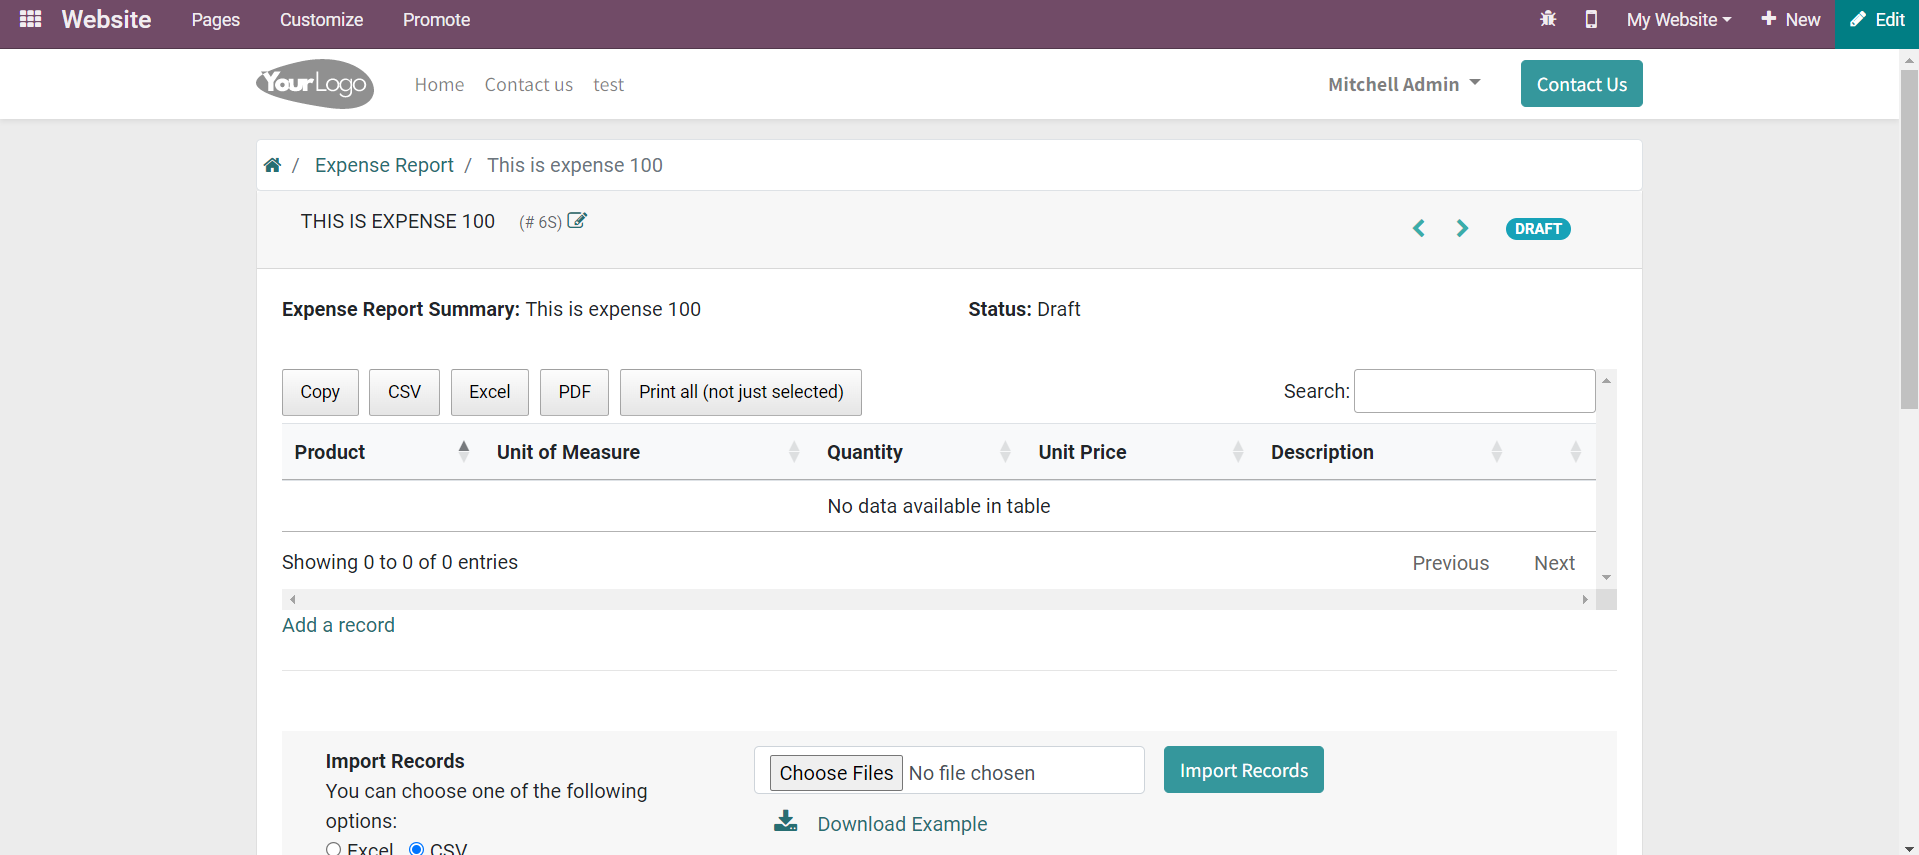 Website Pages Customize Promote My Website New Edit
YourLogo Home Contact us test Mitchell Admin Contact Us
/ Expense Report / This is expense 100
THIS IS EXPENSE 100 (# 6S) DRAFT
Expense Report Summary: This is expense 100 Status: Draft
Copy CSV Excel PDF Print all (not just selected) Search:
Product Unit of Measure Quantity Unit Price Description
No data available in table
Showing 0 to 0 of 0 entries Previous Next
Add a record
Import Records
You can choose one of the following
options:
Choose Files No file chosen Import Records
Download Example
Excel CSV